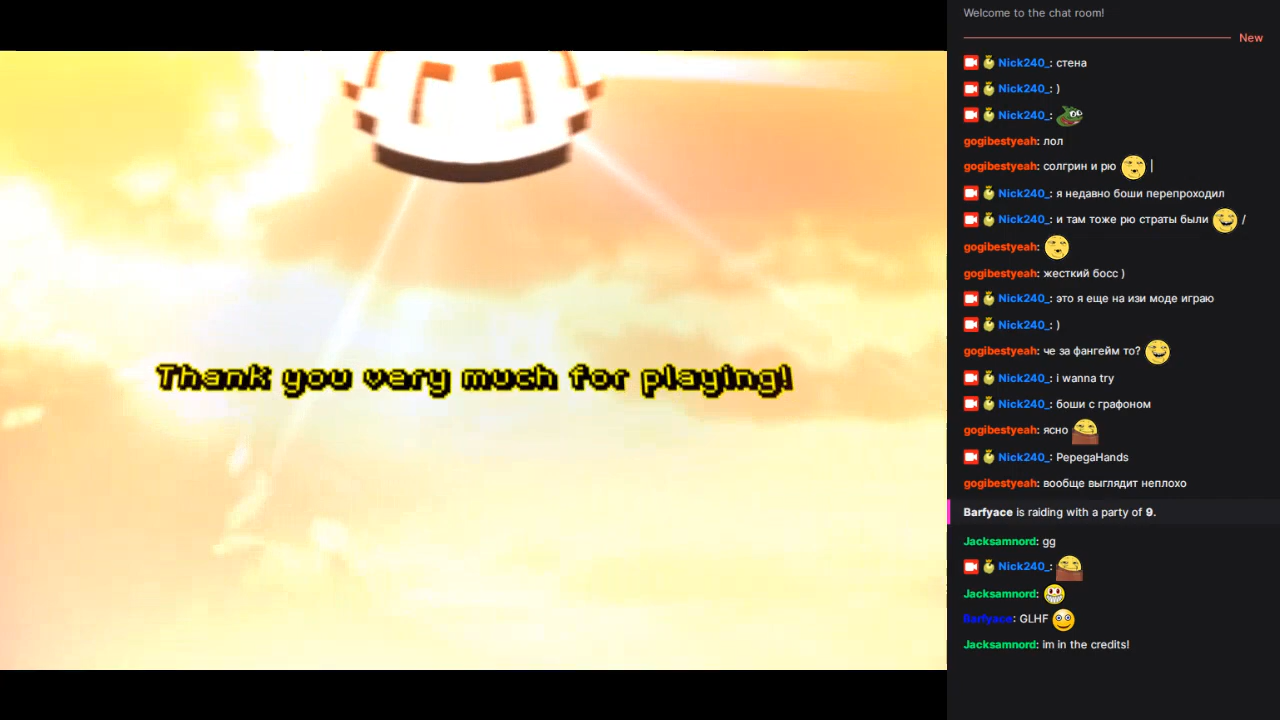 Thank you very much for playing!
Welcome to the chat room!
New
Nick240_: стена
Nick240_: )
Nick240_:
gogibestyeah: лол
gogibestyeah: солгрин и рю |
Nick240_: я недавно боши перепроходил
Nick240_: и там тоже рю страты были /
gogibestyeah:
gogibestyeah: жесткий босс )
Nick240_: это я еще на изи моде играю
Nick240_: )
gogibestyeah: че за фангейм то?
Nick240_: i wanna try
Nick240_: боши с графоном
gogibestyeah: ясно
Nick240_: PepegaHands
gogibestyeah: вообще выглядит неплохо
Barfyace is raiding with a party of 9.
Jacksamnord: gg
Nick240_:
Jacksamnord:
Barfyace: GLHF
Jacksamnord: im in the credits!